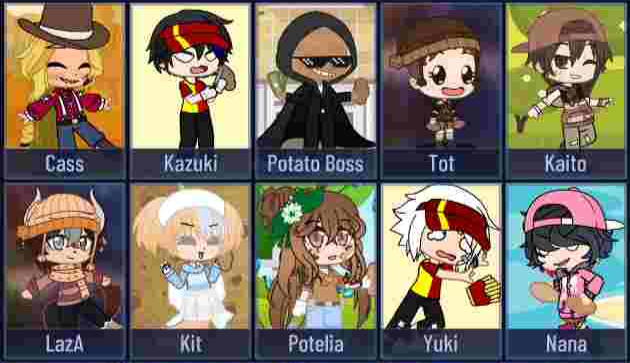 Cass
Kazuki
Potato Boss
Tot
Kaito
LazA
Kit
Potelia
Yuki
Nana